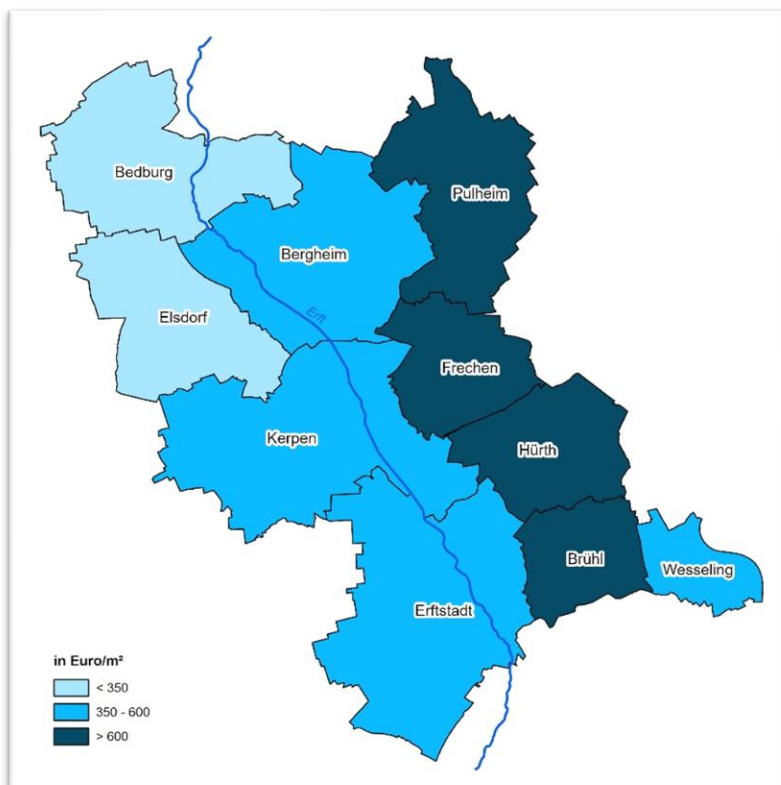 Bedburg
Pulheim
Bergheim
Elsdorf
Erft
Frechen
Kerpen
Hürth
Brühl
Wesseling
Erftstadt
in Euro/m²
< 350
350 - 600
> 600